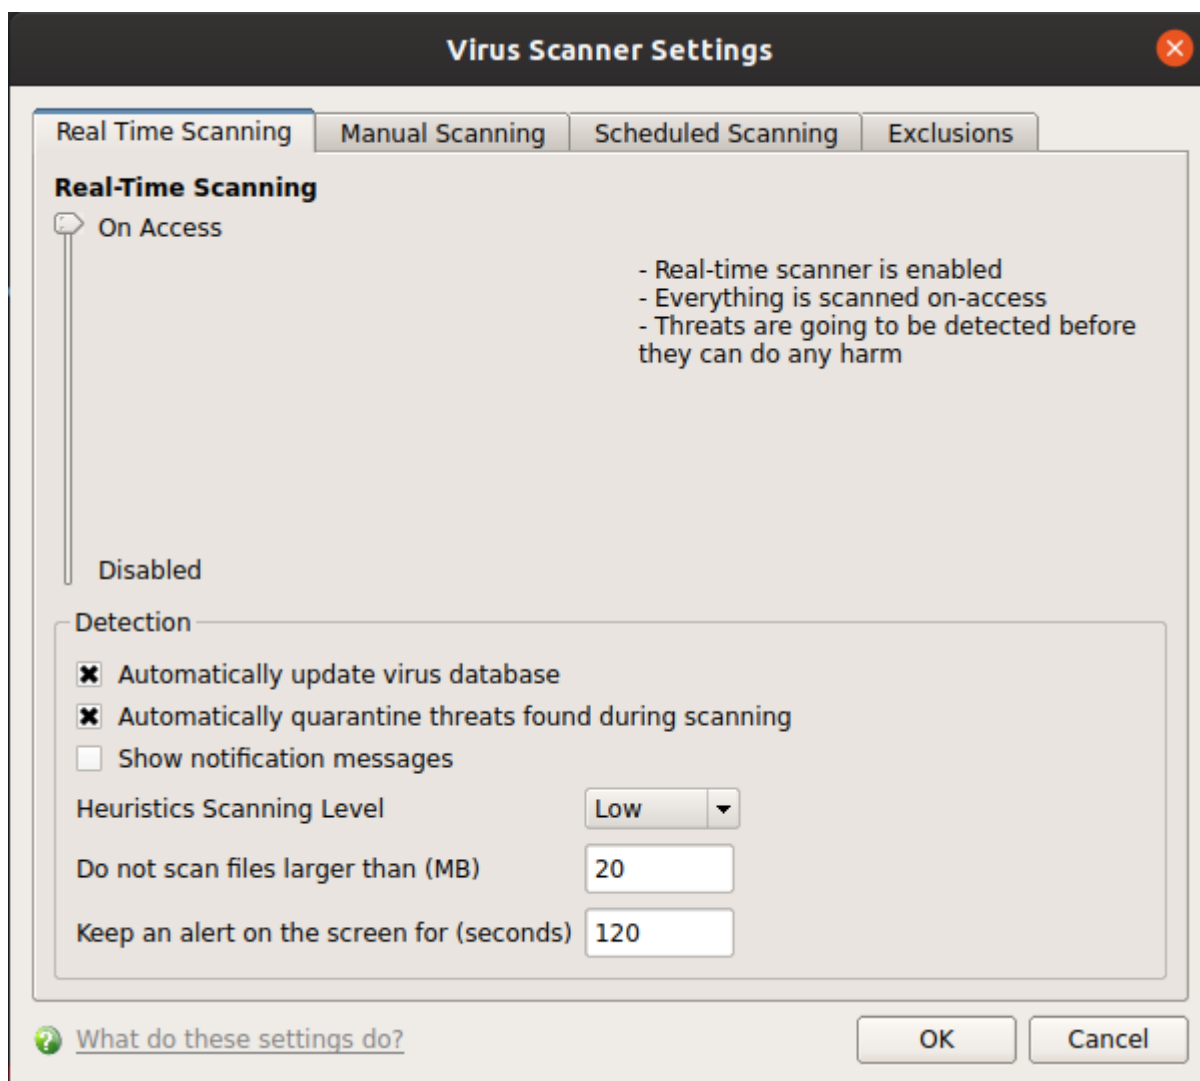 Virus Scanner Settings
Real Time Scanning
Manual Scanning
Scheduled Scanning
Exclusions
Real-Time Scanning
On Access
- Real-time scanner is enabled
- Everything is scanned on-access
- Threats are going to be detected before
they can do any harm
Disabled
Detection
Automatically update virus database
Automatically quarantine threats found during scanning
Show notification messages
Heuristics Scanning Level Low
Do not scan files larger than (MB) 20
Keep an alert on the screen for (seconds) 120
What do these settings do?
OK
Cancel